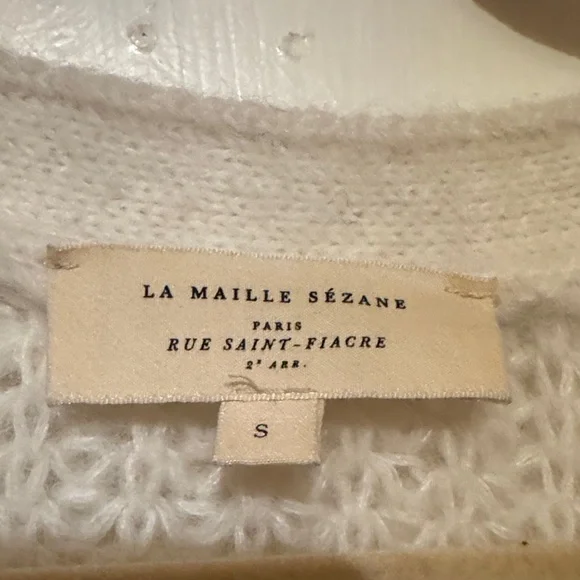 LA MAILLE SÉZANE
PARIS
RUE SAINT-FIACRE
2e ARR.
S